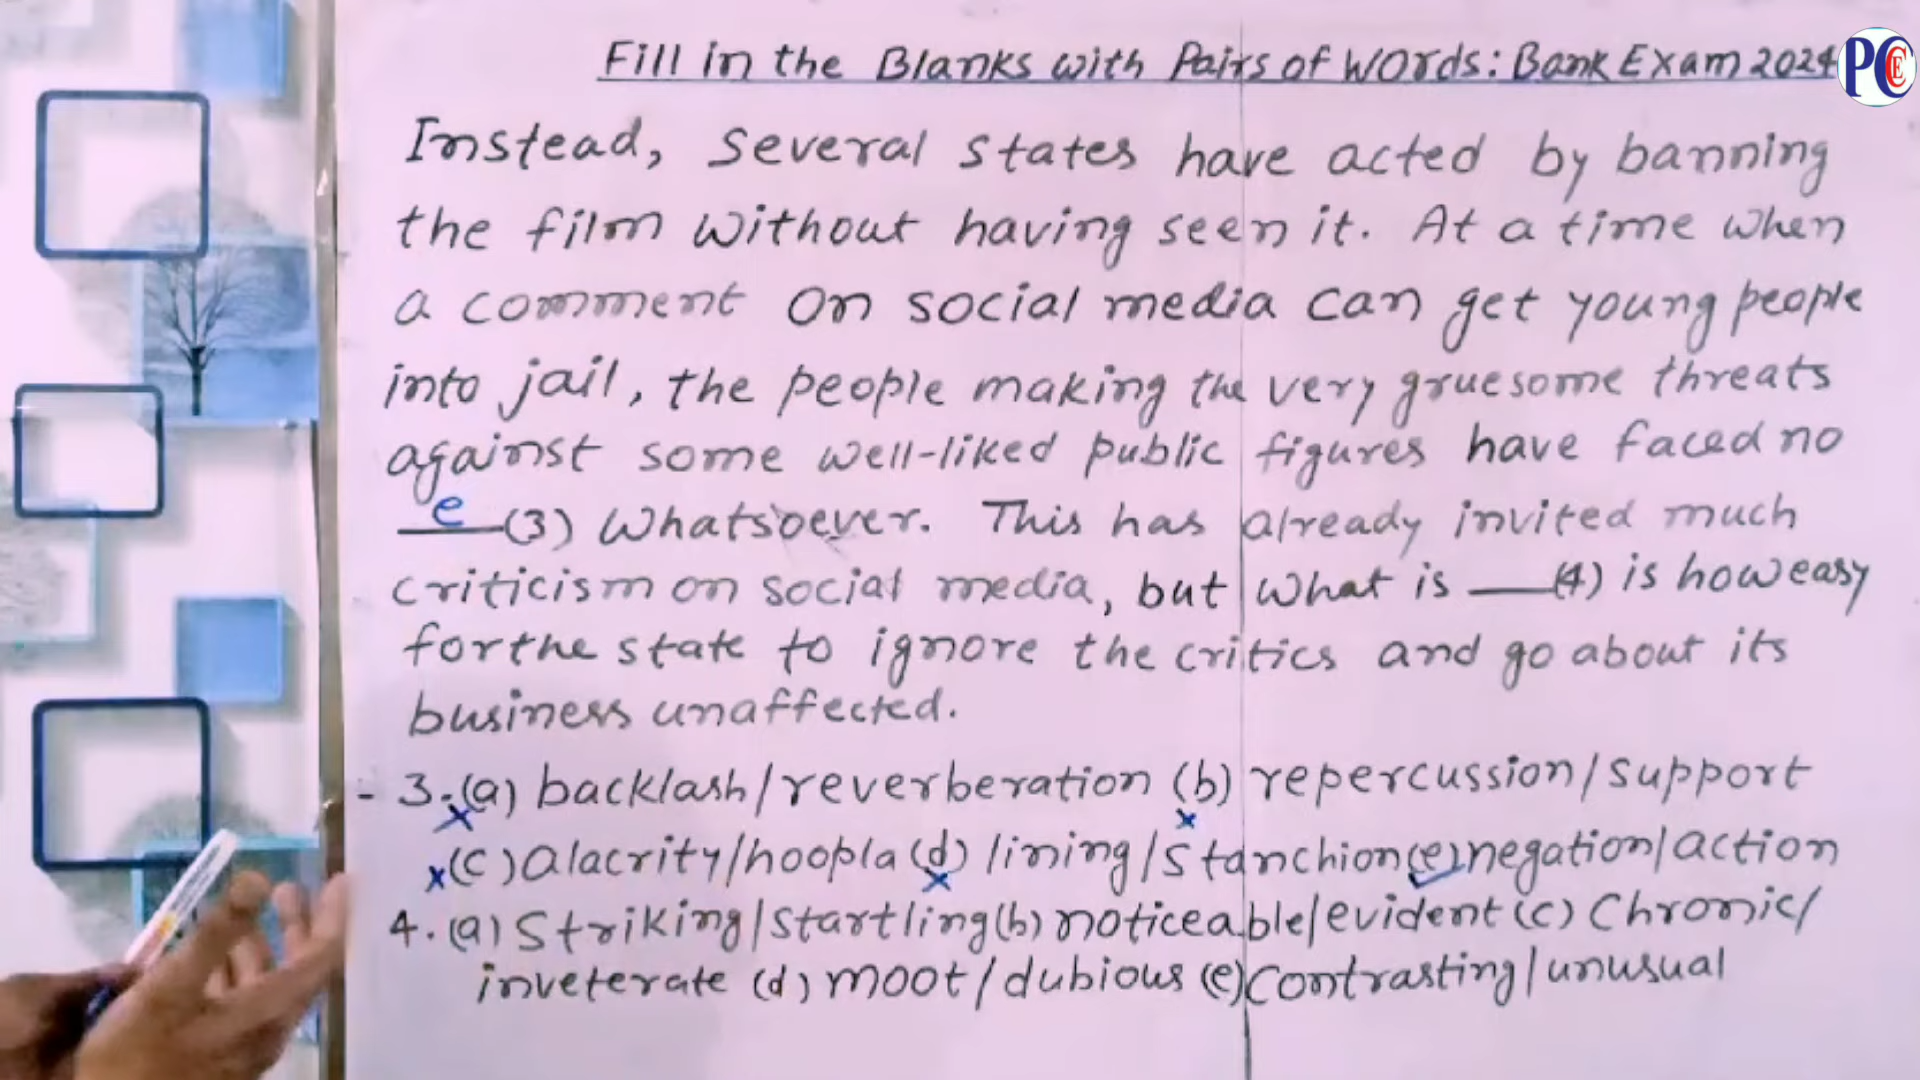 Fill in the Blanks with Pairs of Words: Bank Exam 2024
PCEC
Instead, several states have acted by banning
the film without having seen it. At a time when
a comment on social media can get young people
into jail, the people making the very gruesome threats
against some well-liked public figures have faced no
e (3) Whatsoever. This has already invited much
criticism on social media, but what is ___(4) is how easy
for the state to ignore the critics and go about its
business unaffected.
- 3. (a) backlash/reverberation (b) repercussion/support
(c) Alacrity/hoopla (d) lining/stanchion (e) negation/action
4. (a) Striking/startling (b) noticeable/evident (c) Chronic/
inveterate (d) moot/dubious (e) Contrasting/unusual